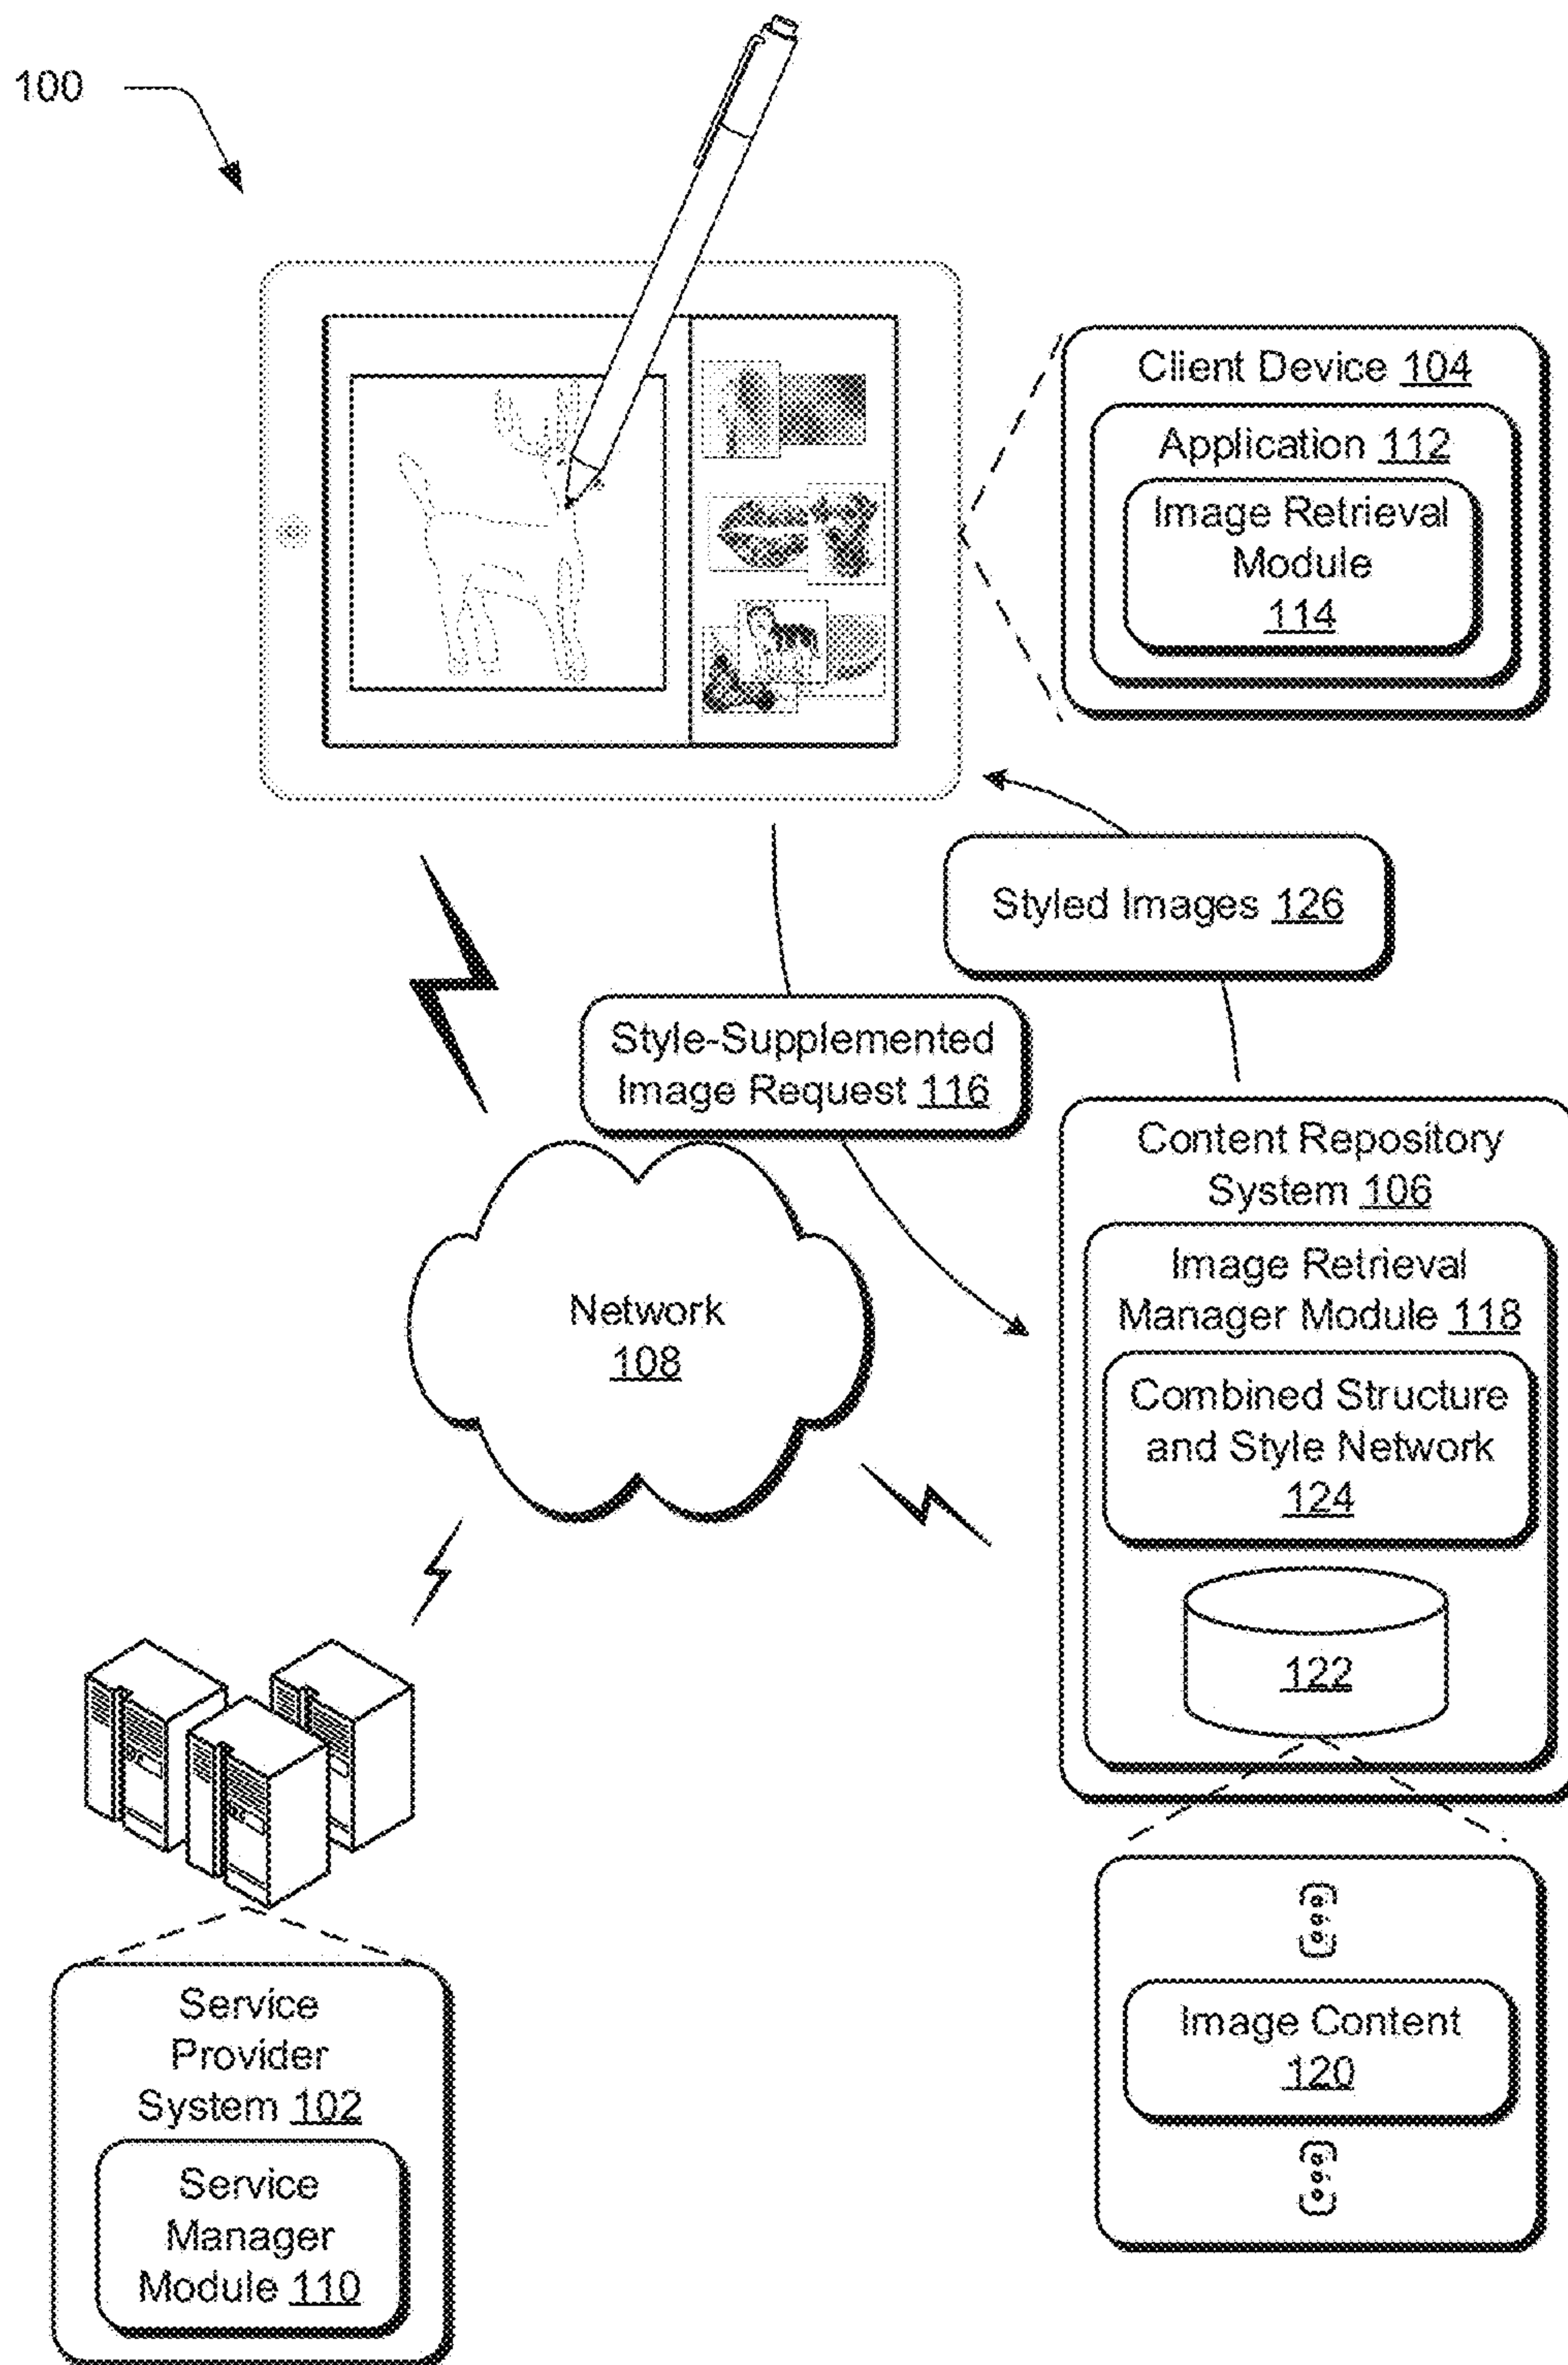 100
Client Device 104
Application 112
Image Retrieval
Module
114
Styled Images 126
Style-Supplemented
Image Request 116
Content Repository
System 106
Image Retrieval
Manager Module 118
Combined Structure
and Style Network
124
122
Network
108
Service
Provider
System 102
Service
Manager
Module 110
Image Content
120